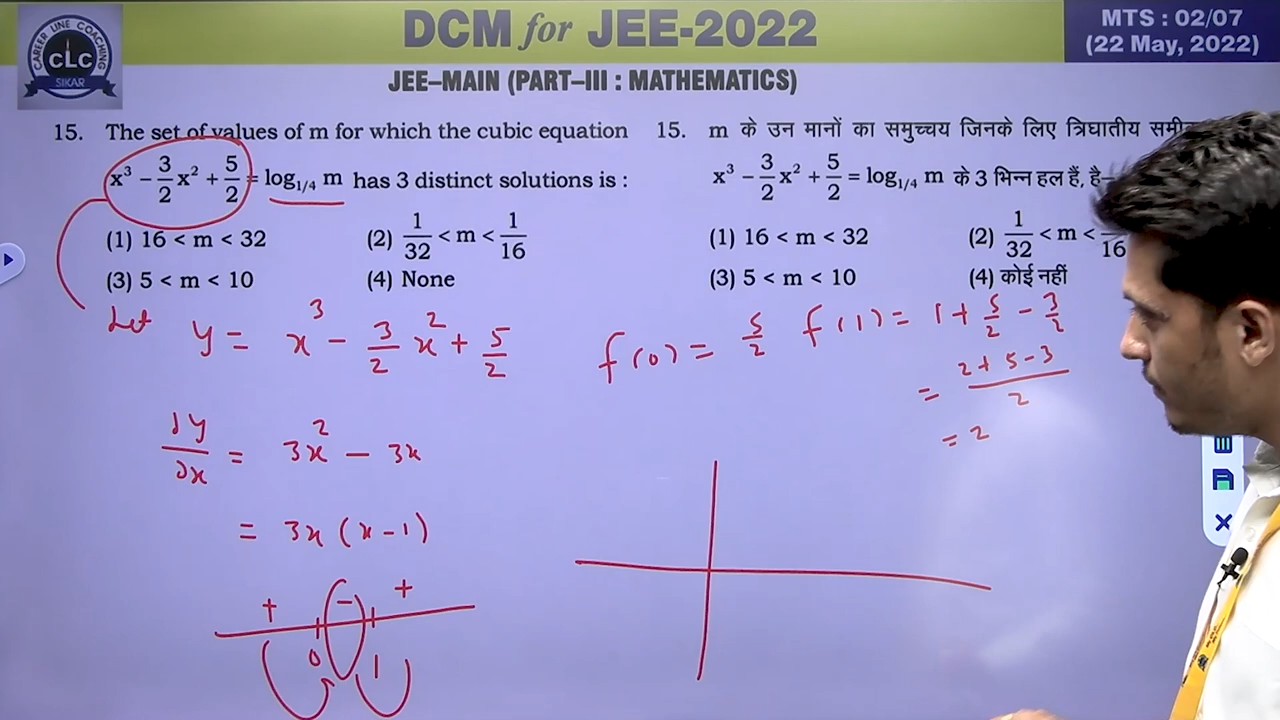 CAREER LINE COACHING
CLC
SIKAR
DCM for JEE-2022
MTS : 02/07
(22 May, 2022)
JEE–MAIN (PART–III : MATHEMATICS)
15. The set of values of m for which the cubic equation
x³ − 3/2 x² + 5/2 = log₁/₄ m has 3 distinct solutions is :
(1) 16 < m < 32 (2) 1/32 < m < 1/16
(3) 5 < m < 10 (4) None
15. m के उन मानों का समुच्चय जिनके लिए त्रिघातीय
x³ − 3/2 x² + 5/2 = log₁/₄ m के 3 भिन्न हल हैं, है–
(1) 16 < m < 32 (2) 1/32 < m < 16
(3) 5 < m < 10 (4) कोई नहीं
Let y = x³ − 3/2 x² + 5/2
dy/dx = 3x² − 3x
= 3x (x−1)
+ − +
0 1
f(0) = 5/2 f(1) = 1 + 5/2 − 3/2
= 2+5−3/2
= 2